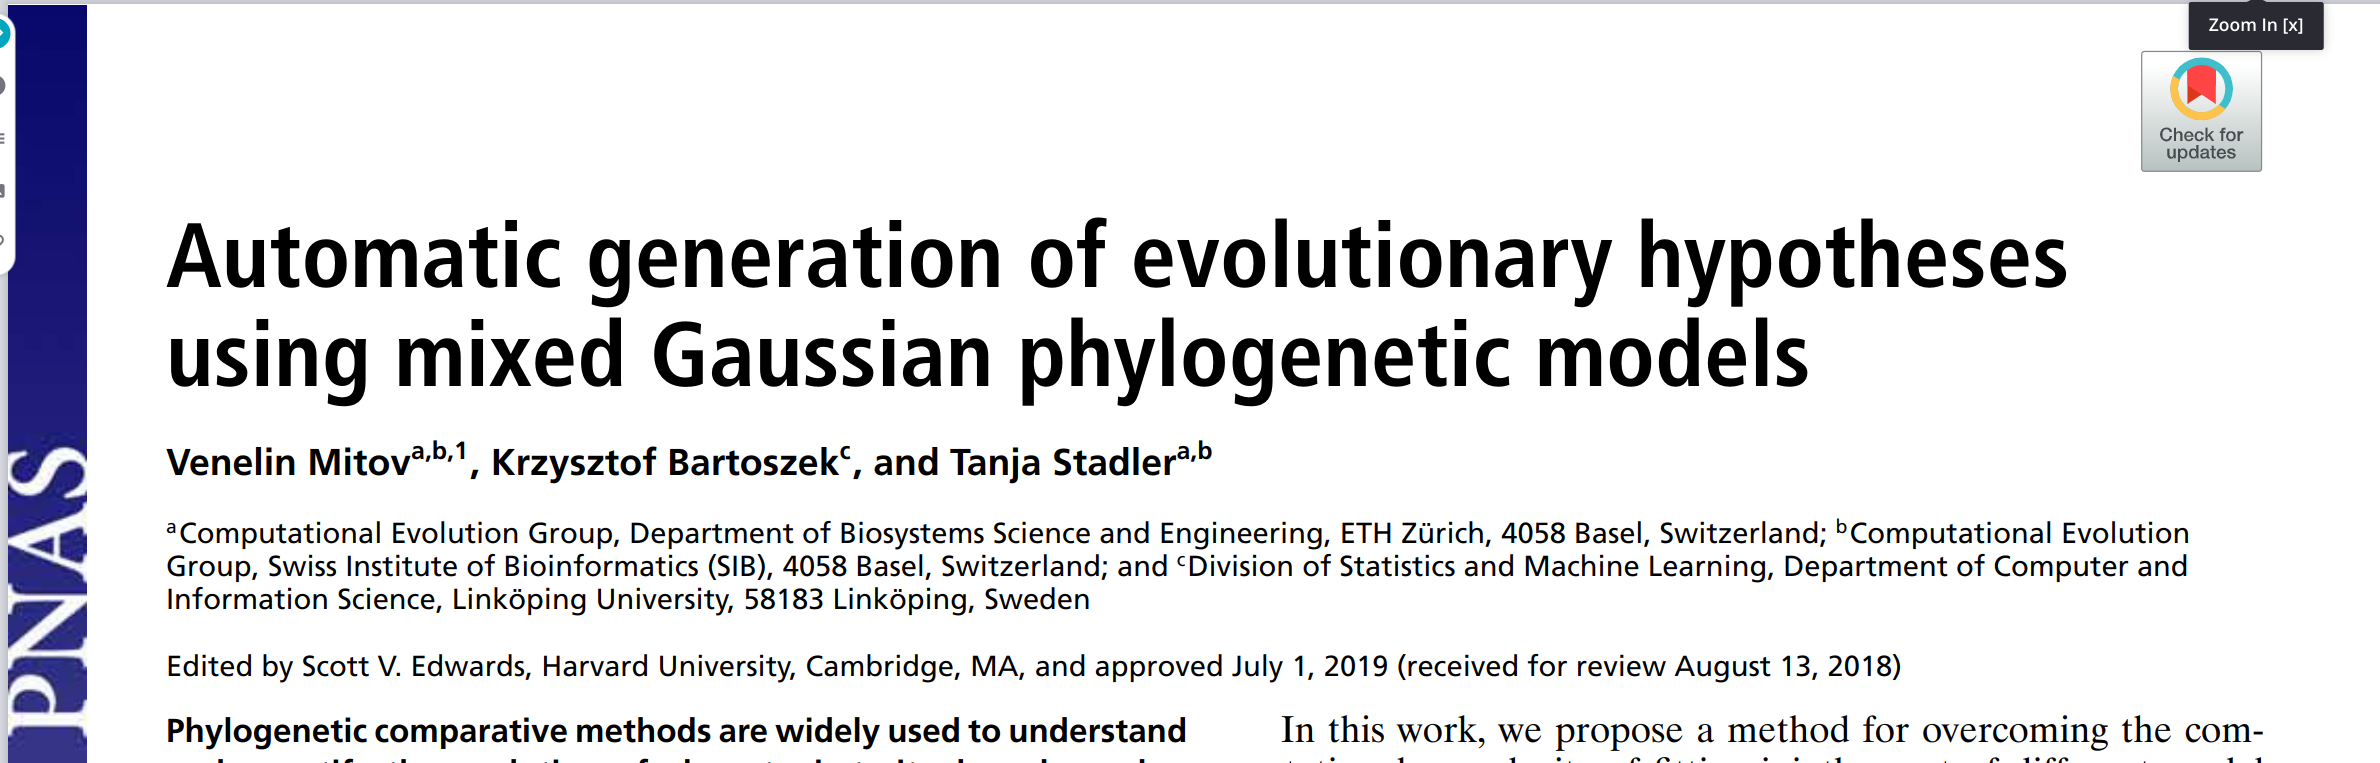 Zoom In [x]
Check for
updates
Automatic generation of evolutionary hypotheses
using mixed Gaussian phylogenetic models
Venelin Mitov^a,b,1, Krzysztof Bartoszek^c, and Tanja Stadler^a,b
^aComputational Evolution Group, Department of Biosystems Science and Engineering, ETH Zürich, 4058 Basel, Switzerland; ^bComputational Evolution
Group, Swiss Institute of Bioinformatics (SIB), 4058 Basel, Switzerland; and ^cDivision of Statistics and Machine Learning, Department of Computer and
Information Science, Linköping University, 58183 Linköping, Sweden
Edited by Scott V. Edwards, Harvard University, Cambridge, MA, and approved July 1, 2019 (received for review August 13, 2018)
Phylogenetic comparative methods are widely used to understand
In this work, we propose a method for overcoming the com-
PNAS